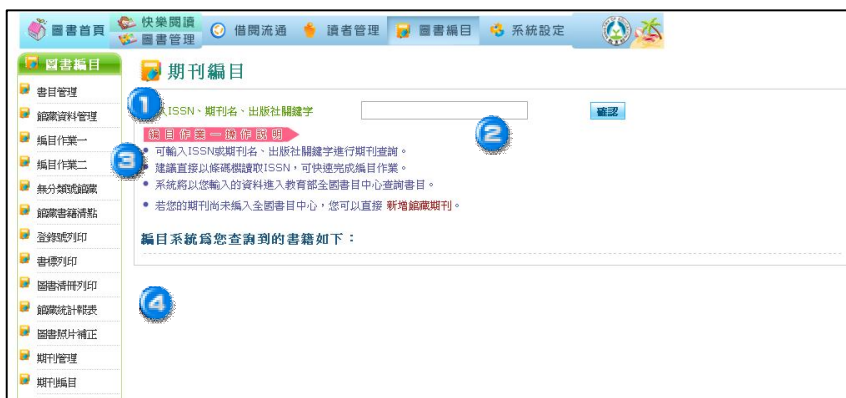 圖書首頁
快樂閱讀
圖書管理
借閱流通
讀者管理
圖書編目
系統設定
圖書編目
書目管理
館藏資料管理
編目作業一
編目作業二
無分類號館藏
館藏書籍清點
登錄號列印
書標列印
圖書清冊列印
館藏統計報表
圖書照片補正
期刊管理
期刊編目
期刊編目
1
入ISSN、期刊名、出版社關鍵字
確認
2
編目作業一操作說明
3
可輸入ISSN或期刊名、出版社關鍵字進行期刊查詢。
建議直接以條碼機讀取ISSN,可快速完成編目作業。
系統將以您輸入的資料進入教育部全國書目中心查詢書目。
若您的期刊尚未編入全國書目中心,您可以直接 新增館藏期刊。
編目系統為您查詢到的書籍如下:
4